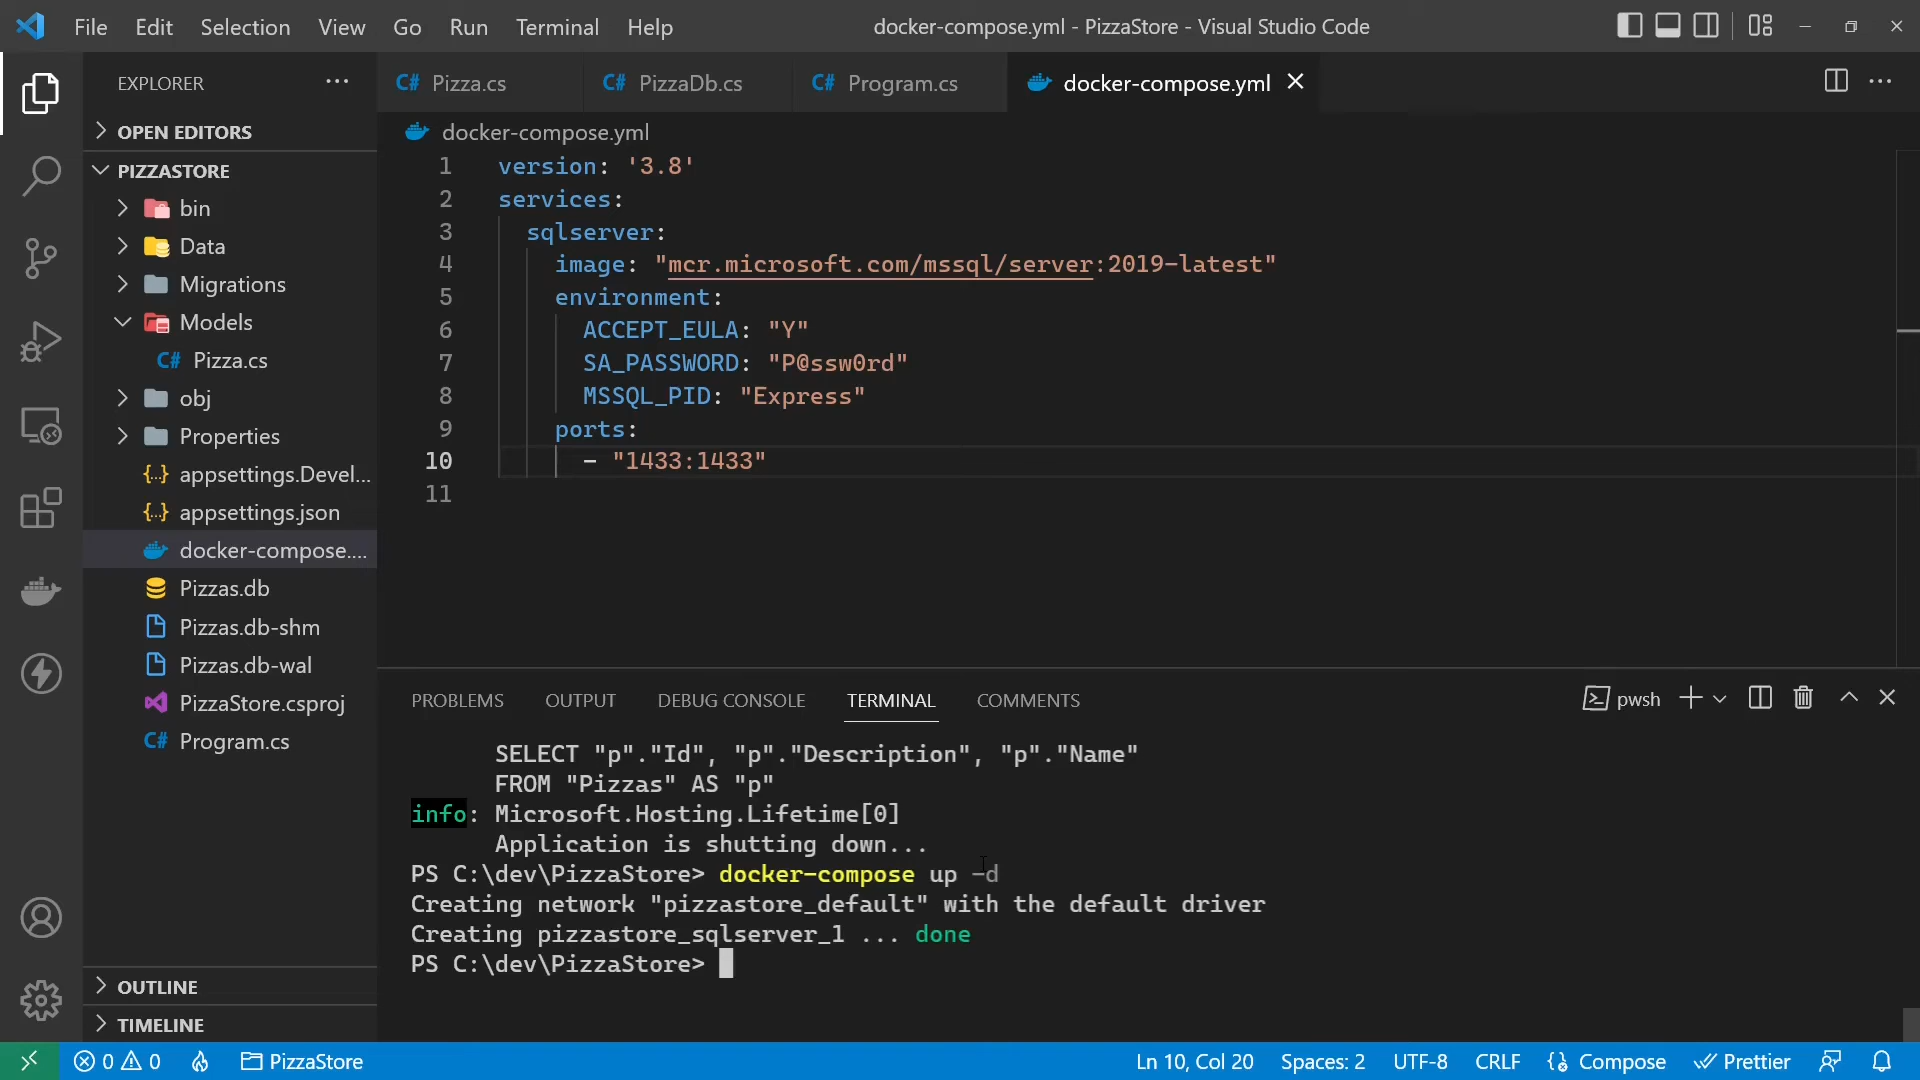 File Edit Selection View Go Run Terminal Help
docker-compose.yml - PizzaStore - Visual Studio Code
EXPLORER
OPEN EDITORS
PIZZASTORE
bin
Data
Migrations
Models
C# Pizza.cs
obj
Properties
{..} appsettings.Devel...
{..} appsettings.json
docker-compose....
Pizzas.db
Pizzas.db-shm
Pizzas.db-wal
PizzaStore.csproj
C# Program.cs
OUTLINE
TIMELINE
C# Pizza.cs
C# PizzaDb.cs
C# Program.cs
docker-compose.yml
docker-compose.yml
1 version: '3.8'
2 services:
3 sqlserver:
4 image: "mcr.microsoft.com/mssql/server:2019-latest"
5 environment:
6 ACCEPT_EULA: "Y"
7 SA_PASSWORD: "P@ssw0rd"
8 MSSQL_PID: "Express"
9 ports:
10 - "1433:1433"
11
PROBLEMS OUTPUT DEBUG CONSOLE TERMINAL COMMENTS
pwsh
SELECT "p"."Id", "p"."Description", "p"."Name"
FROM "Pizzas" AS "p"
info: Microsoft.Hosting.Lifetime[0]
Application is shutting down...
PS C:\dev\PizzaStore> docker-compose up -d
Creating network "pizzastore_default" with the default driver
Creating pizzastore_sqlserver_1 ... done
PS C:\dev\PizzaStore>
0 0 PizzaStore
Ln 10, Col 20 Spaces: 2 UTF-8 CRLF Compose Prettier